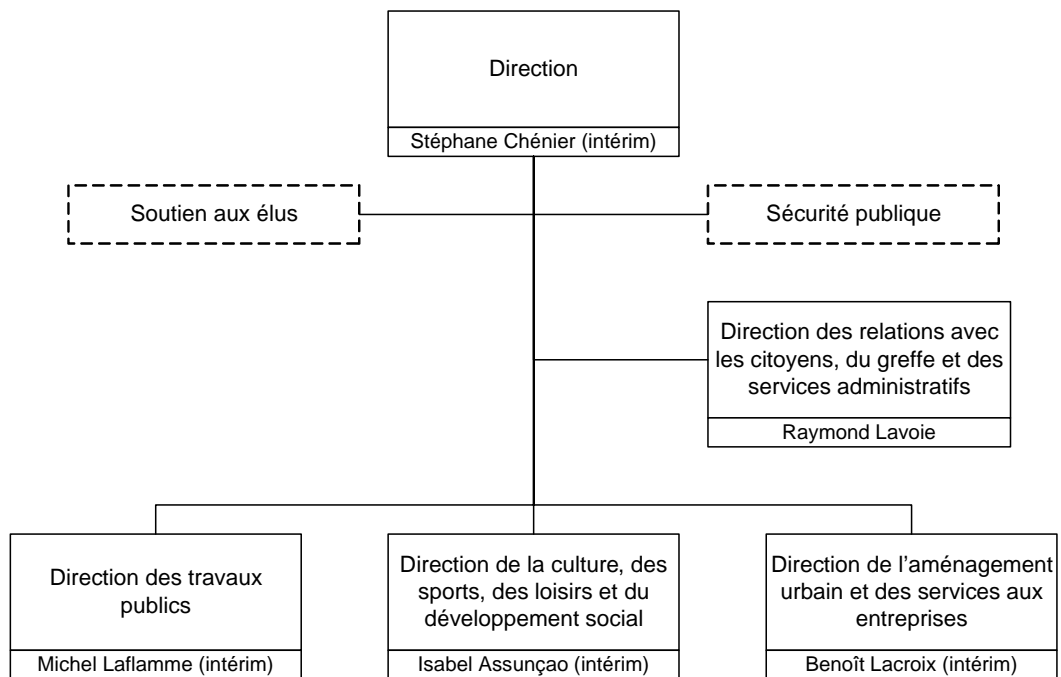 Direction
Stéphane Chénier (intérim)
Soutien aux élus
Sécurité publique
Direction des relations avec
les citoyens, du greffe et des
services administratifs
Raymond Lavoie
Direction des travaux
publics
Michel Laflamme (intérim)
Direction de la culture, des
sports, des loisirs et du
développement social
Isabel Assunçao (intérim)
Direction de l’aménagement
urbain et des services aux
entreprises
Benoît Lacroix (intérim)